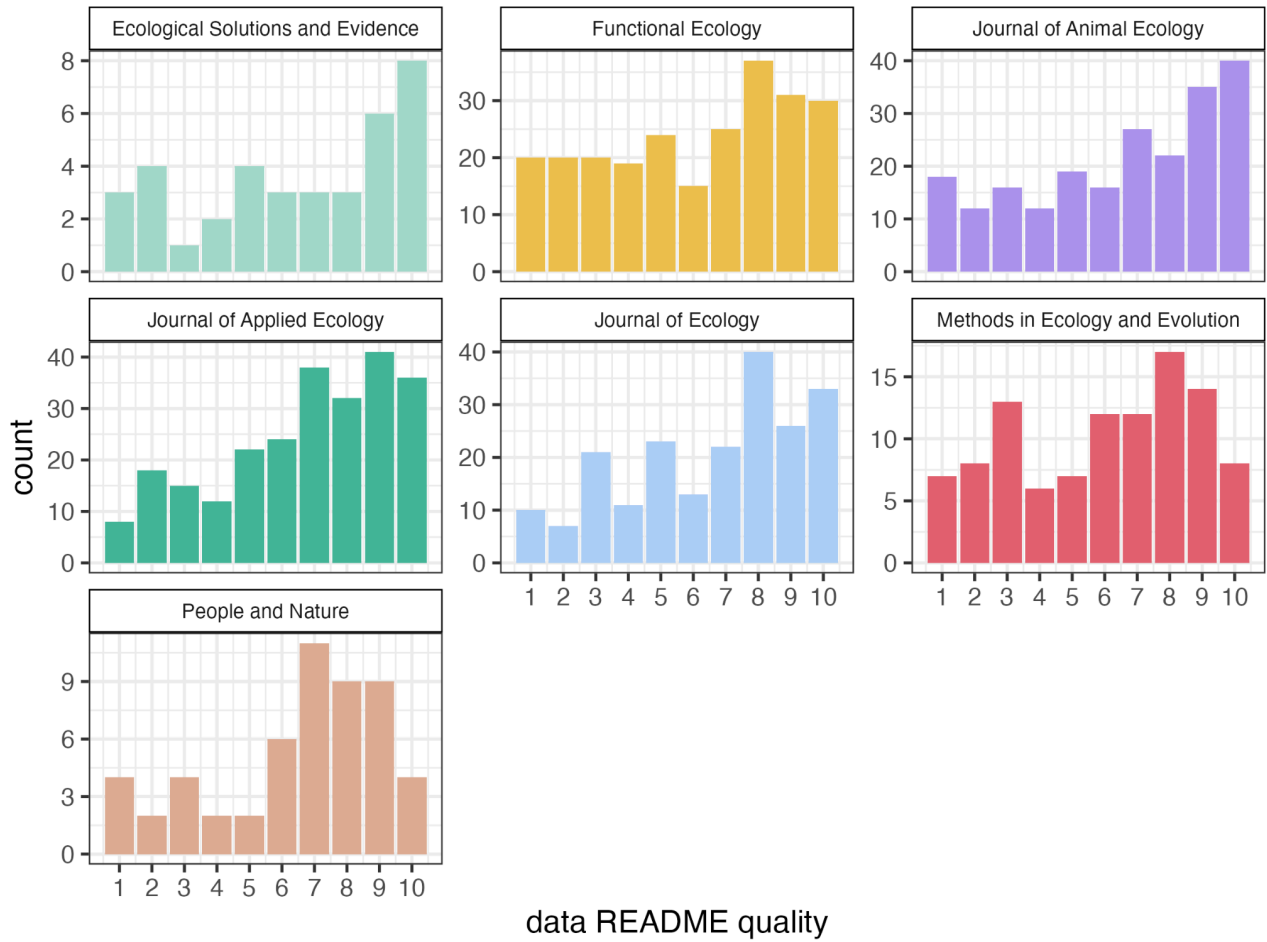 Ecological Solutions and Evidence
Functional Ecology
Journal of Animal Ecology
8
6
4
2
0
30
20
10
0
40
30
20
10
0
Journal of Applied Ecology
Journal of Ecology
Methods in Ecology and Evolution
40
30
20
10
0
40
30
20
10
0
15
10
5
0
1 2 3 4 5 6 7 8 9 10
1 2 3 4 5 6 7 8 9 10
People and Nature
9
6
3
0
1 2 3 4 5 6 7 8 9 10
count
data README quality